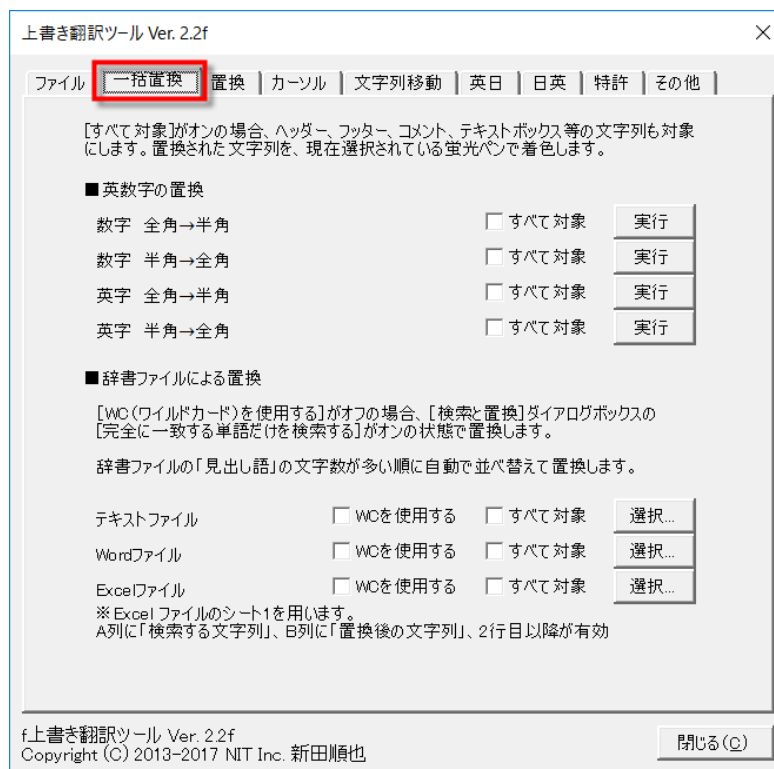 上書き翻訳ツール Ver. 2.2f
ファイル 一括置換 置換 カーソル 文字列移動 英日 日英 特許 その他
[すべて対象]がオンの場合、ヘッダー、フッター、コメント、テキストボックス等の文字列も対象
にします。置換された文字列を、現在選択されている蛍光ペンで着色します。
■英数字の置換
数字 全角→半角 すべて対象 実行
数字 半角→全角 すべて対象 実行
英字 全角→半角 すべて対象 実行
英字 半角→全角 すべて対象 実行
■辞書ファイルによる置換
[WC(ワイルドカード)を使用する]がオフの場合、[検索と置換]ダイアログボックスの
[完全に一致する単語だけを検索する]がオンの状態で置換します。
辞書ファイルの「見出し語」の文字数が多い順に自動で並べ替えて置換します。
テキストファイル WCを使用する すべて対象 選択...
Wordファイル WCを使用する すべて対象 選択...
Excelファイル WCを使用する すべて対象 選択...
※Excel ファイルのシート1を用います。
A列に「検索する文字列」、B列に「置換後の文字列」、2行目以降が有効
f上書き翻訳ツール Ver. 2.2f
Copyright (C) 2013-2017 NIT Inc. 新田順也
閉じる(C)